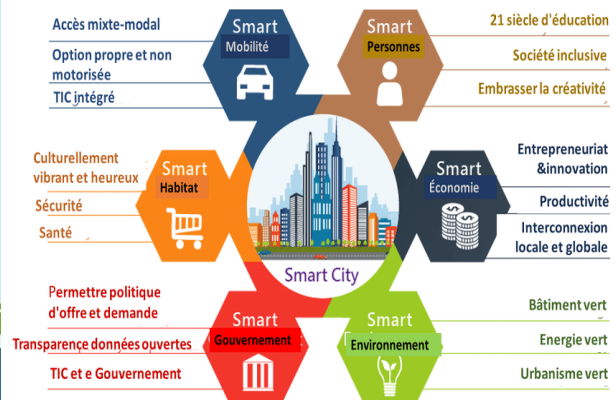 Accès mixte-modal
Option propre et non
motorisée
TIC intégré
Smart
Mobilité
Smart
Personnes
21 siècle d'éducation
Société inclusive
Embrasser la créativité
Culturellement
vibrant et heureux
Sécurité
Santé
Smart
Habitat
Smart
Économie
Entrepreneuriat
&innovation
Productivité
Interconnexion
locale et globale
Smart City
Permettre politique
d'offre et demande
Transparence données ouvertes
TIC et e Gouvernement
Smart
Gouvernement
Smart
Environnement
Bâtiment vert
Energie vert
Urbanisme vert